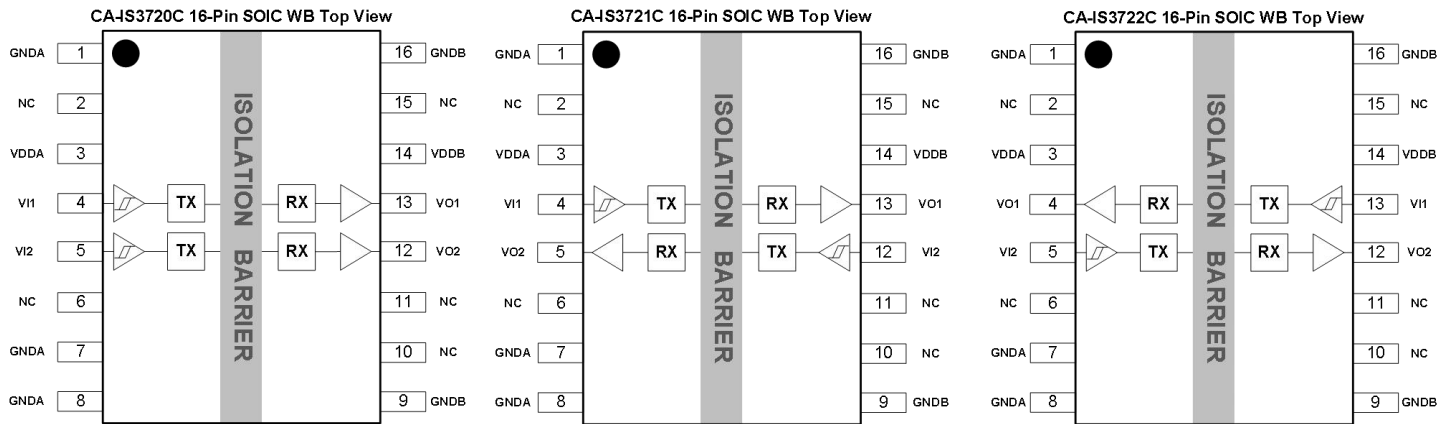 CA-IS3720C 16-Pin SOIC WB Top View
GNDA 1 16 GNDB
NC 2 15 NC
VDDA 3 14 VDDB
VI1 4 TX RX 13 VO1
VI2 5 TX RX 12 VO2
NC 6 11 NC
GNDA 7 10 NC
GNDA 8 9 GNDB
ISOLATION BARRIER
CA-IS3721C 16-Pin SOIC WB Top View
GNDA 1 16 GNDB
NC 2 15 NC
VDDA 3 14 VDDB
VI1 4 TX RX 13 VO1
VO2 5 RX TX 12 VI2
NC 6 11 NC
GNDA 7 10 NC
GNDA 8 9 GNDB
ISOLATION BARRIER
CA-IS3722C 16-Pin SOIC WB Top View
GNDA 1 16 GNDB
NC 2 15 NC
VDDA 3 14 VDDB
VO1 4 RX TX 13 VI1
VI2 5 TX RX 12 VO2
NC 6 11 NC
GNDA 7 10 NC
GNDA 8 9 GNDB
ISOLATION BARRIER